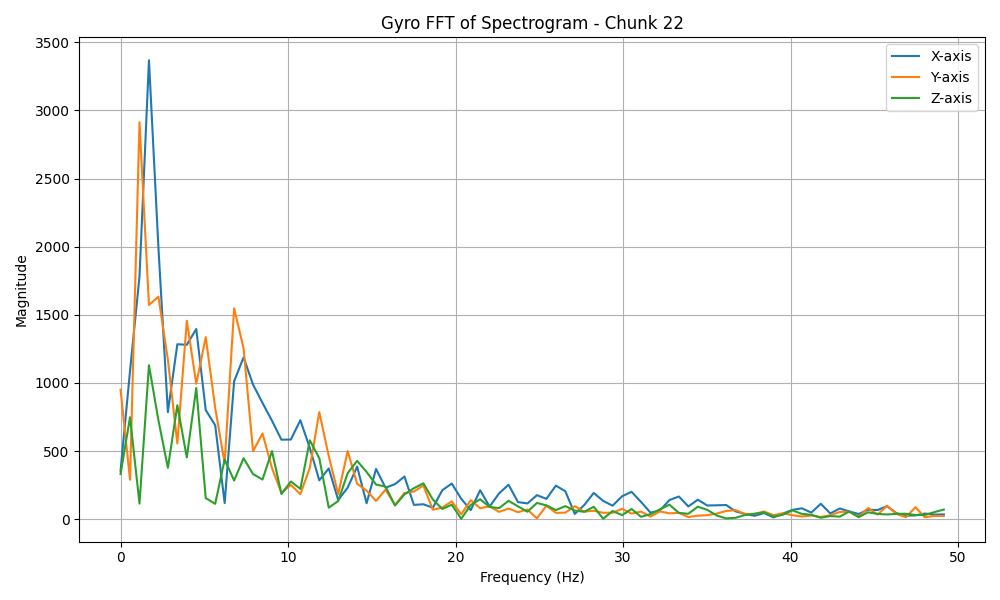 Gyro FFT of Spectrogram - Chunk 22
3500
3000
2500
2000
1500
1000
500
0
Magnitude
X-axis
Y-axis
Z-axis
0 10 20 30 40 50
Frequency (Hz)